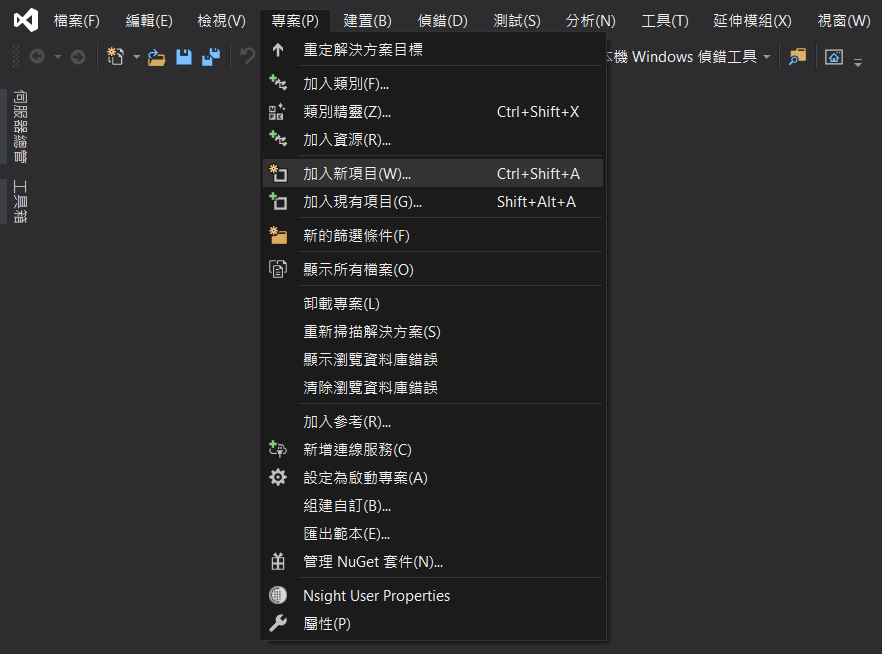 檔案(F) 編輯(E) 檢視(V) 專案(P) 建置(B) 偵錯(D) 測試(S) 分析(N) 工具(T) 延伸模組(X) 視窗(W)
機 Windows 偵錯工具
伺服器總管
工具箱
重定解決方案目標
加入類別(F)...
類別精靈(Z)... Ctrl+Shift+X
加入資源(R)...
加入新項目(W)... Ctrl+Shift+A
加入現有項目(G)... Shift+Alt+A
新的篩選條件(F)
顯示所有檔案(O)
卸載專案(L)
重新掃描解決方案(S)
顯示瀏覽資料庫錯誤
清除瀏覽資料庫錯誤
加入參考(R)...
新增連線服務(C)
設定為啟動專案(A)
組建自訂(B)...
匯出範本(E)...
管理 NuGet 套件(N)...
Nsight User Properties
屬性(P)